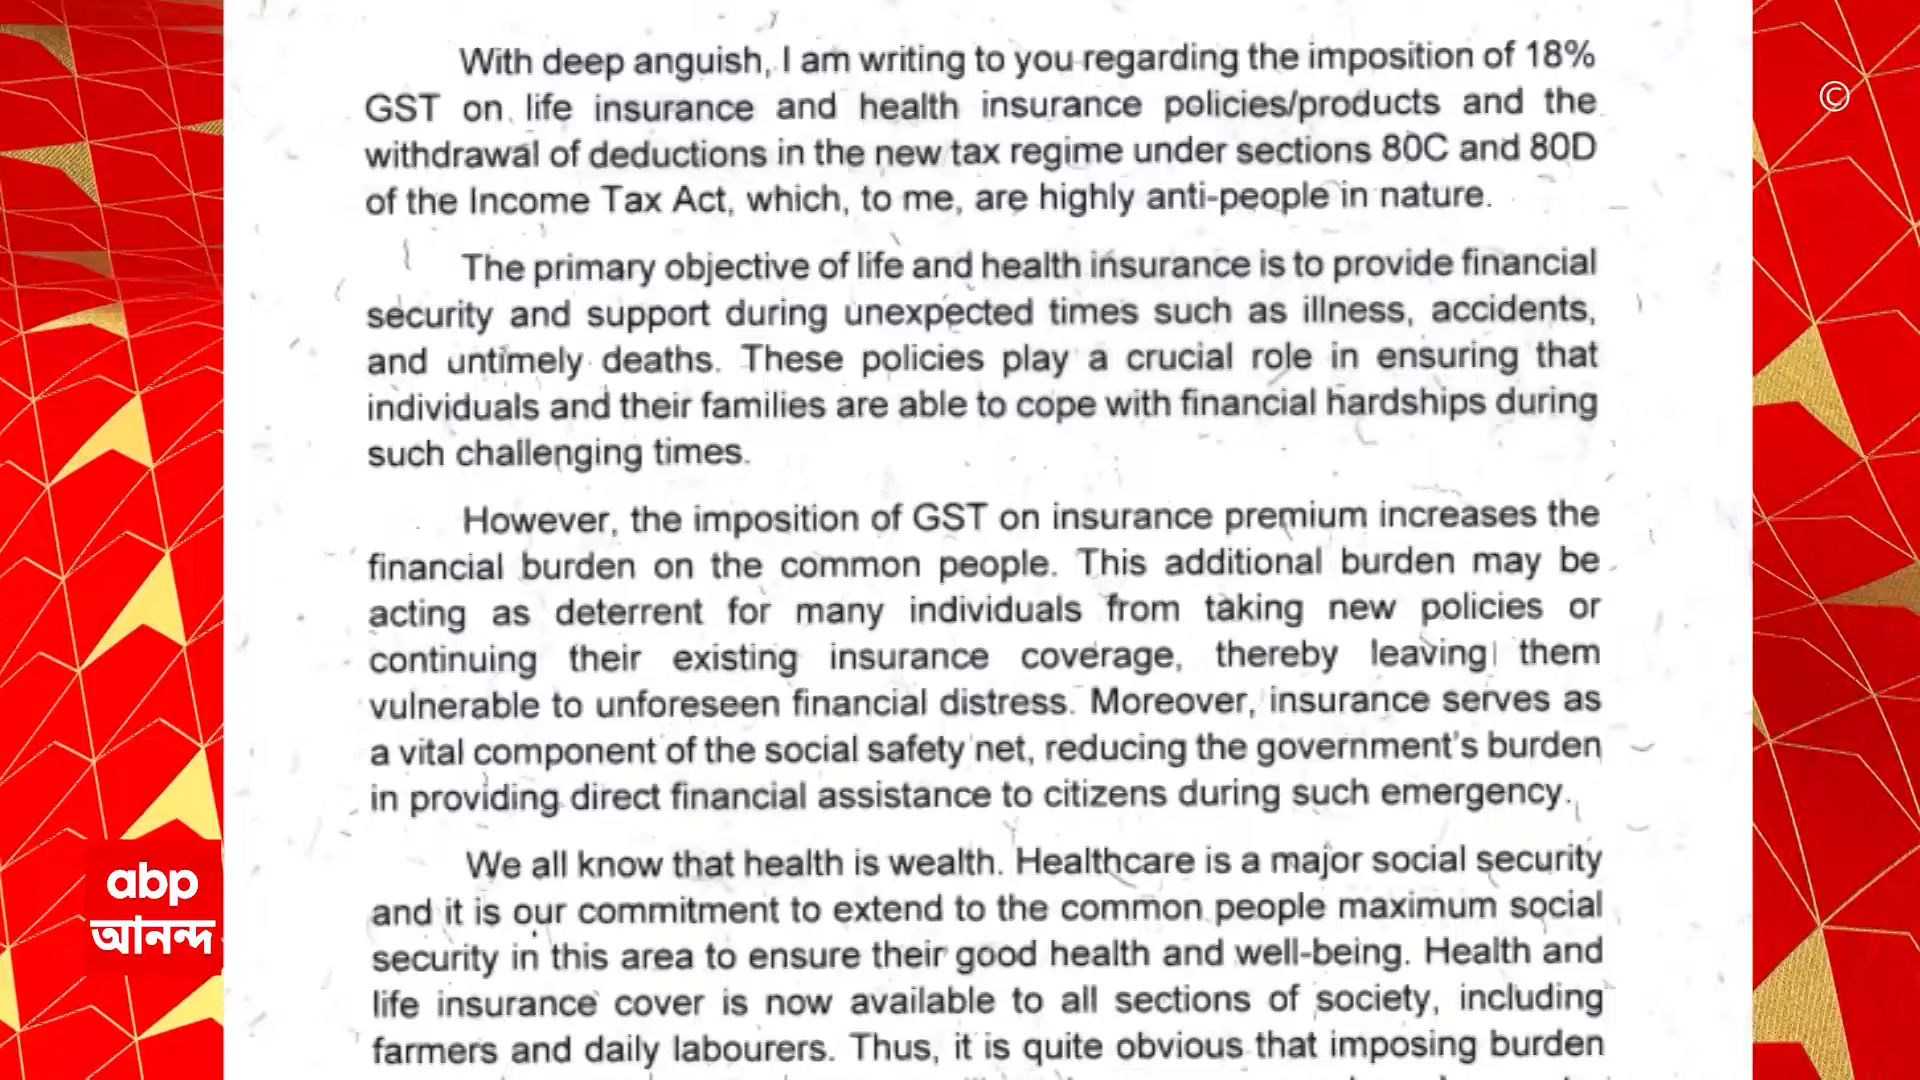 With deep anguish, I am writing to you regarding the imposition of 18%
GST on life insurance and health insurance policies/products and the
withdrawal of deductions in the new tax regime under sections 80C and 80D
of the Income Tax Act, which, to me, are highly anti-people in nature.
The primary objective of life and health insurance is to provide financial
security and support during unexpected times such as illness, accidents,
and untimely deaths. These policies play a crucial role in ensuring that
individuals and their families are able to cope with financial hardships during
such challenging times.
However, the imposition of GST on insurance premium increases the
financial burden on the common people. This additional burden may be
acting as deterrent for many individuals from taking new policies or
continuing their existing insurance coverage, thereby leaving them
vulnerable to unforeseen financial distress. Moreover, insurance serves as
a vital component of the social safety net, reducing the government's burden
in providing direct financial assistance to citizens during such emergency.
We all know that health is wealth. Healthcare is a major social security
and it is our commitment to extend to the common people maximum social
security in this area to ensure their good health and well-being. Health and
life insurance cover is now available to all sections of society, including
farmers and daily labourers. Thus, it is quite obvious that imposing burden
©
abp
আনন্দ